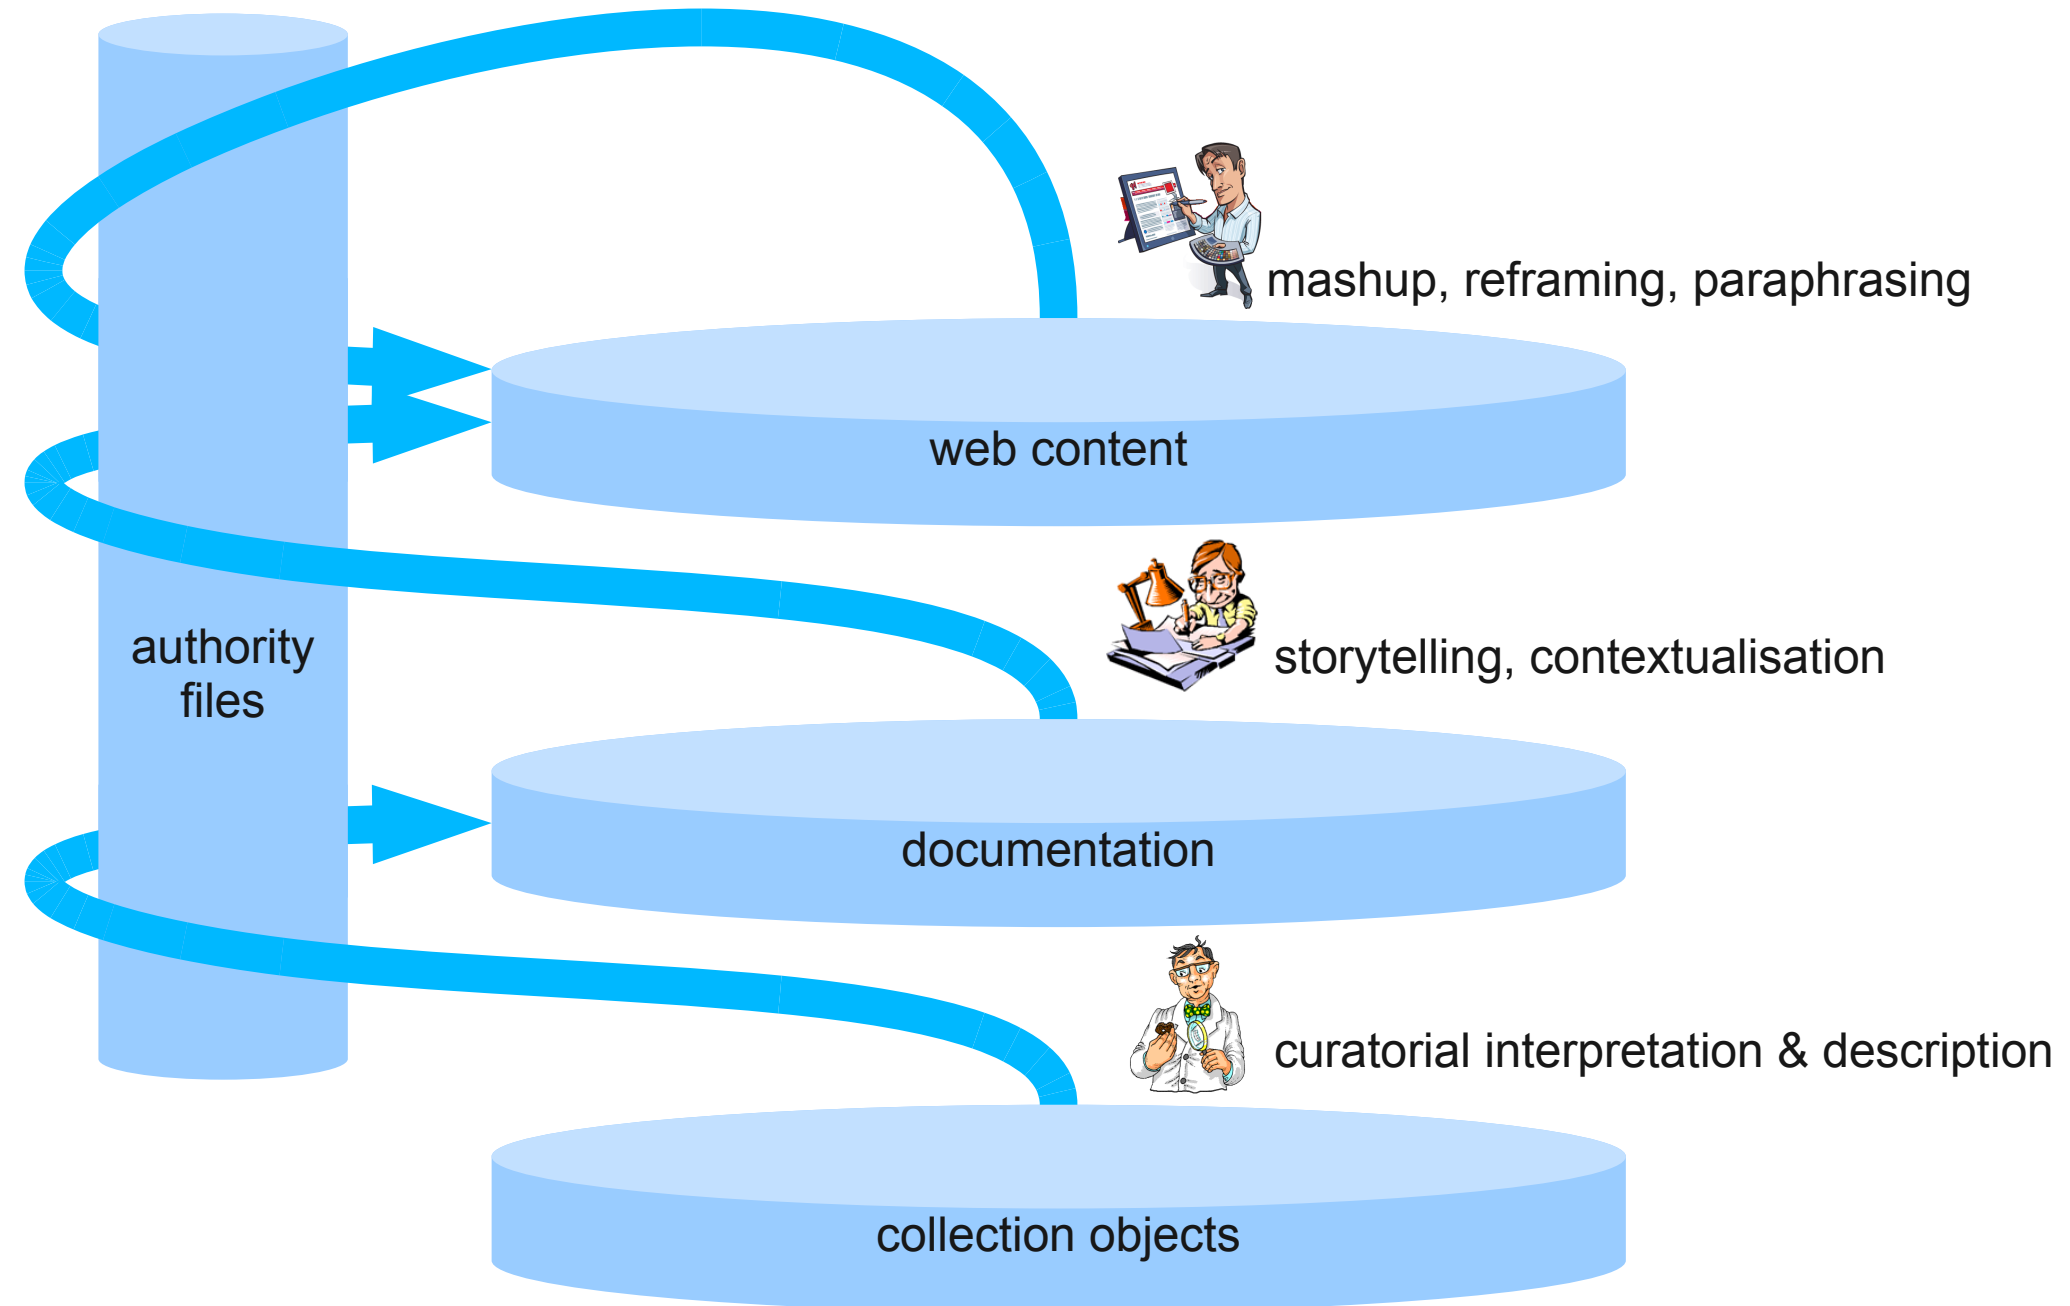 mashup, reframing, paraphrasing
web content
storytelling, contextualisation
authority
files
documentation
curatorial interpretation & description
collection objects